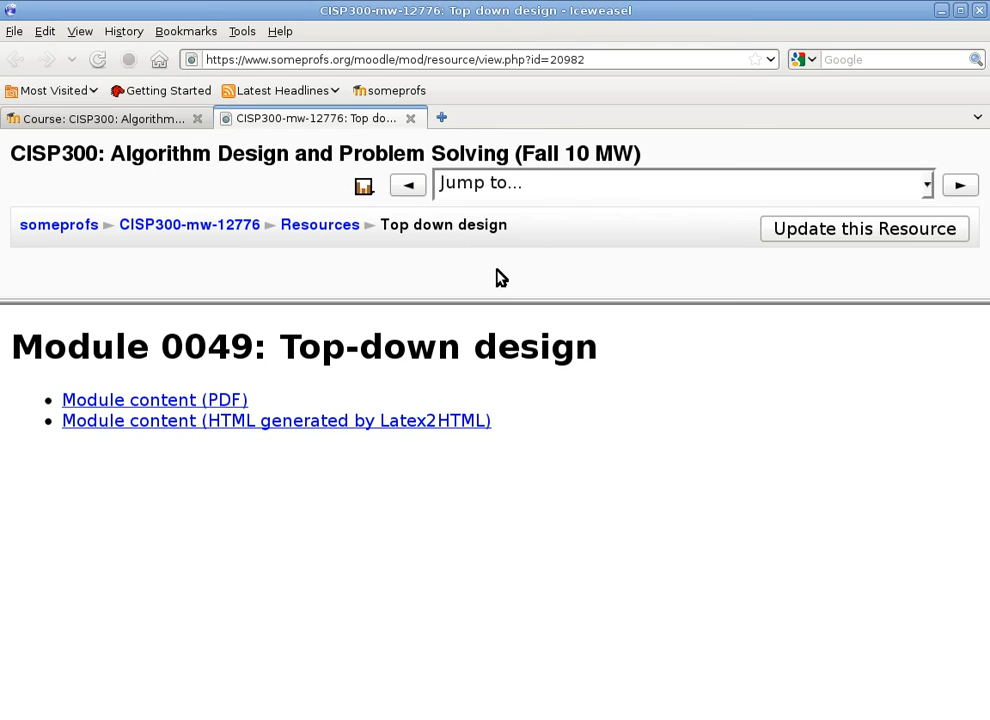 CISP300-mw-12776: Top down design - Iceweasel
File Edit View History Bookmarks Tools Help
https://www.someprofs.org/moodle/mod/resource/view.php?id=20982
Google
Most Visited Getting Started Latest Headlines someprofs
Course: CISP300: Algorithm... CISP300-mw-12776: Top do...
CISP300: Algorithm Design and Problem Solving (Fall 10 MW)
◄ Jump to... ►
someprofs ► CISP300-mw-12776 ► Resources ► Top down design
Update this Resource
Module 0049: Top-down design
• Module content (PDF)
• Module content (HTML generated by Latex2HTML)